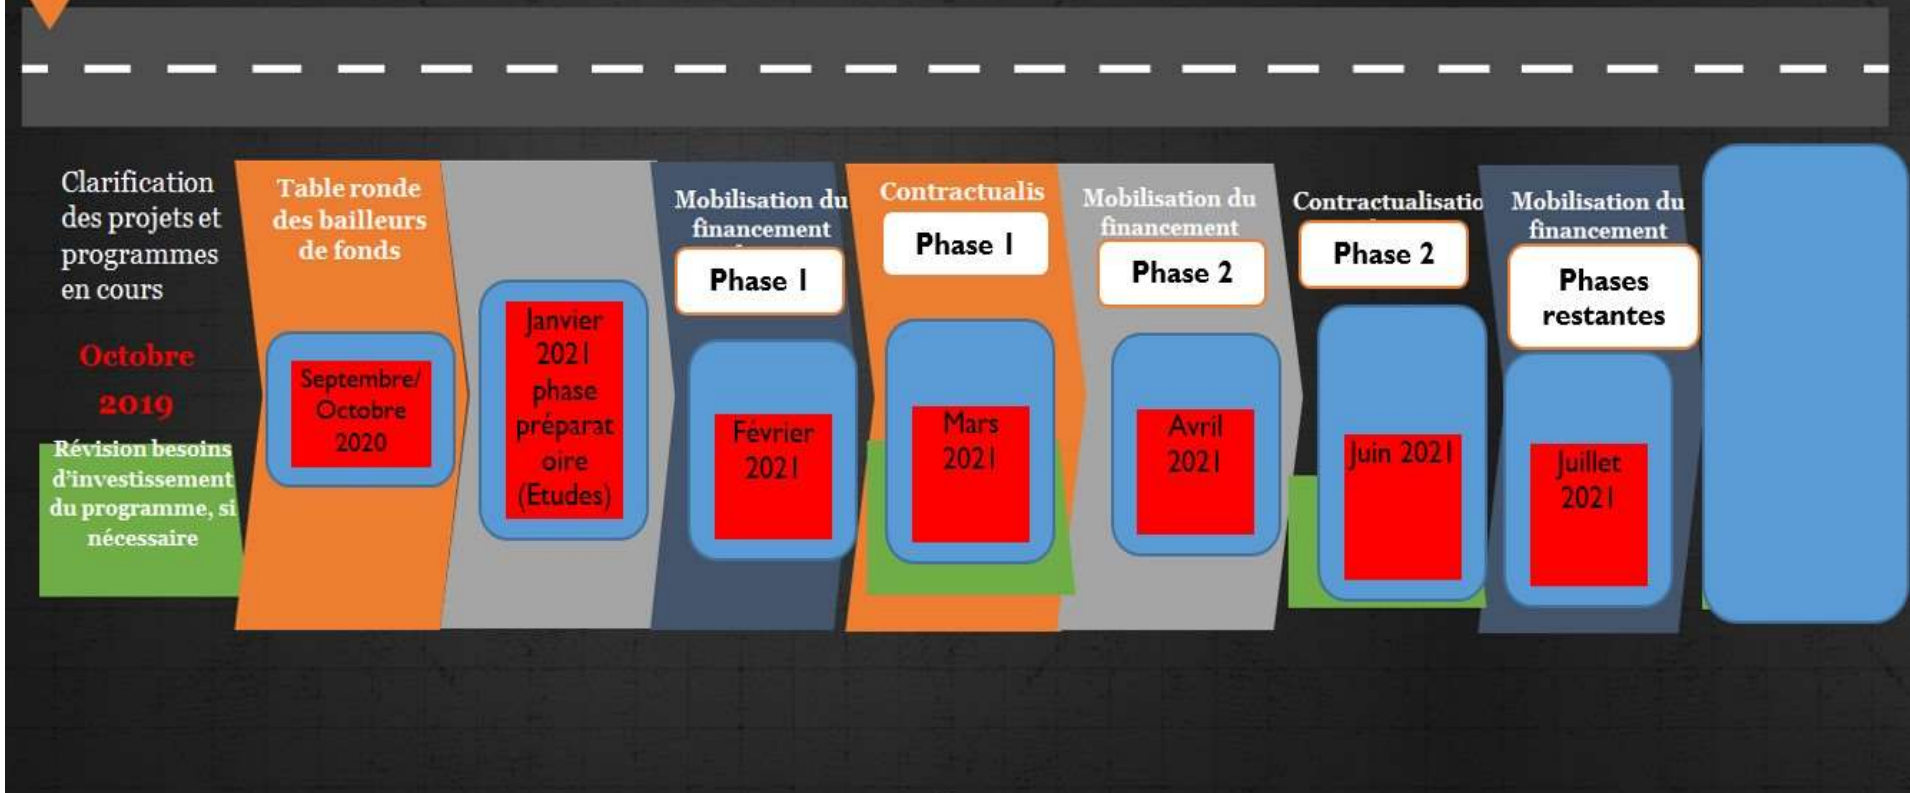 Clarification
des projets et
programmes
en cours
Octobre
2019
Révision besoins
d'investissement
du programme, si
nécessaire
Table ronde
des bailleurs
de fonds
Septembre/
Octobre
2020
Janvier
2021
phase
préparat
oire
(Etudes)
Mobilisation du
financement
Phase 1
Février
2021
Contractualis
Phase 1
Mars
2021
Mobilisation du
financement
Phase 2
Avril
2021
Contractualisatio
Phase 2
Juin 2021
Mobilisation du
financement
Phases
restantes
Juillet
2021